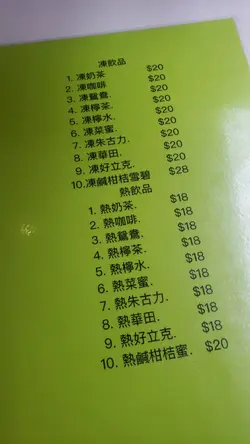 凍飲品
1. 凍奶茶 $20
2. 凍咖啡. $20
3. 凍鴛鴦. $20
4. 凍檸茶. $20
5. 凍檸水. $20
6. 凍菜蜜. $20
7. 凍朱古力. $20
8. 凍華田. $20
9. 凍好立克. $20
10.凍鹹柑桔雪碧 $28
熱飲品
1. 熱奶茶. $18
2. 熱咖啡. $18
3. 熱鴛鴦. $18
4. 熱檸茶. $18
5. 熱檸水. $18
6. 熱菜蜜. $18
7. 熱朱古力. $18
8. 熱華田. $18
9. 熱好立克. $18
10. 熱鹹柑桔蜜. $20